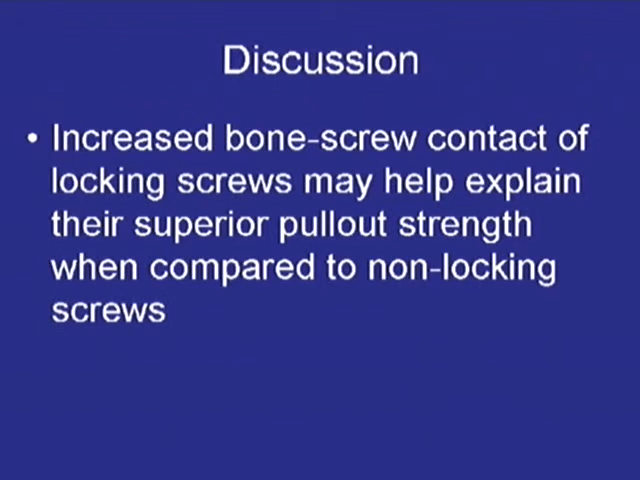 Discussion
• Increased bone-screw contact of
locking screws may help explain
their superior pullout strength
when compared to non-locking
screws